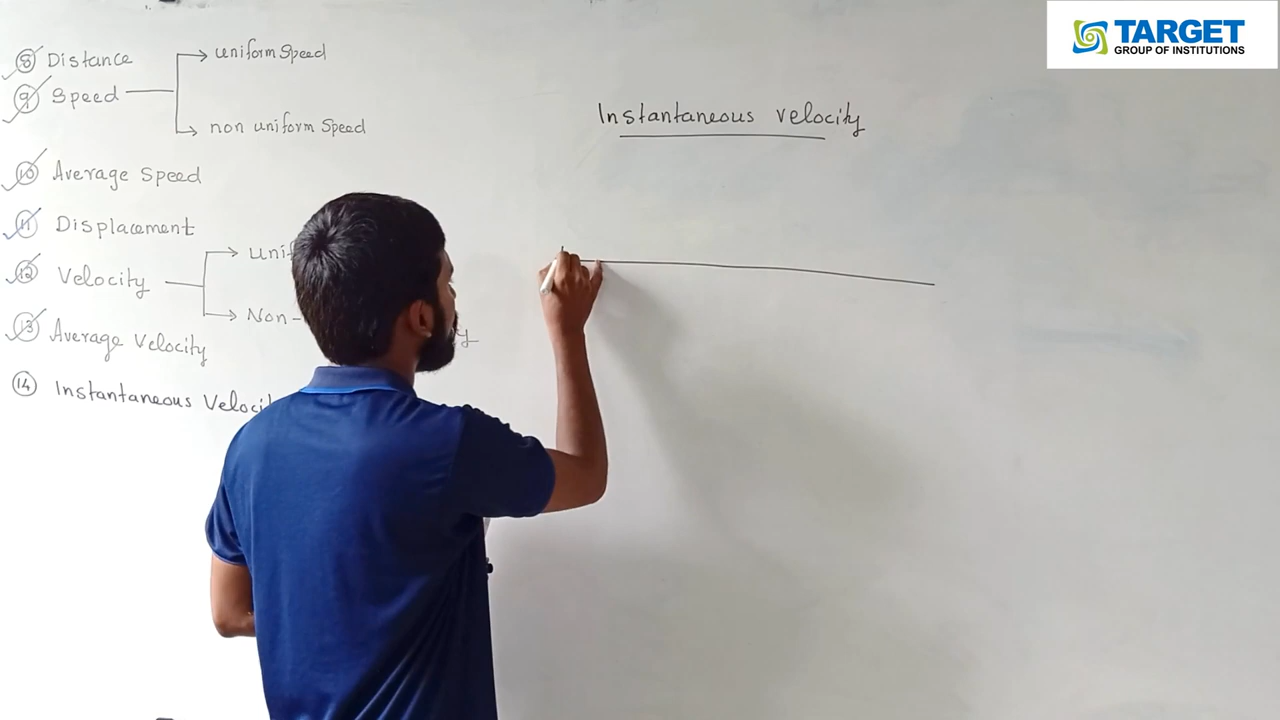 TARGET
GROUP OF INSTITUTIONS
8 Distance
9 Speed
uniform Speed
non uniform Speed
10 Average Speed
11 Displacement
12 Velocity
Non-
13 Average Velocity
14 Instantaneous
Instantaneous velocity